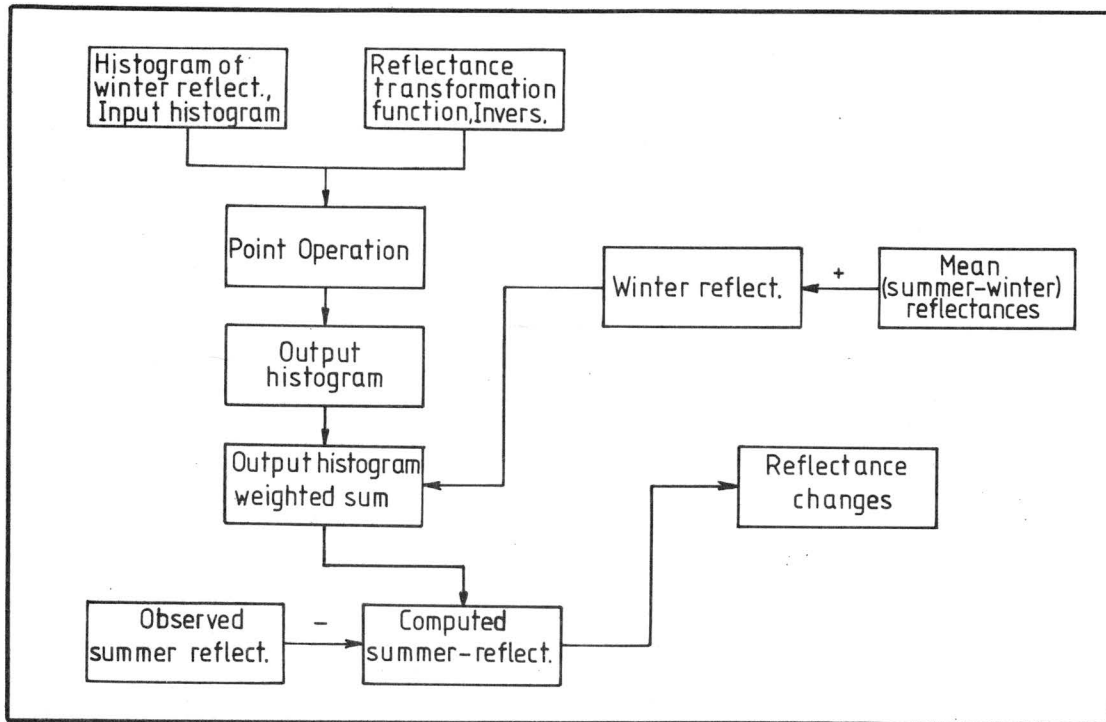 Histogram of
winter reflect.,
Input histogram
Reflectance
transformation
function,Invers.
Point Operation
Winter reflect.
+
Mean
(summer-winter)
reflectances
Output
histogram
Output histogram
weighted sum
Reflectance
changes
Observed
summer reflect.
-
Computed
summer-reflect.